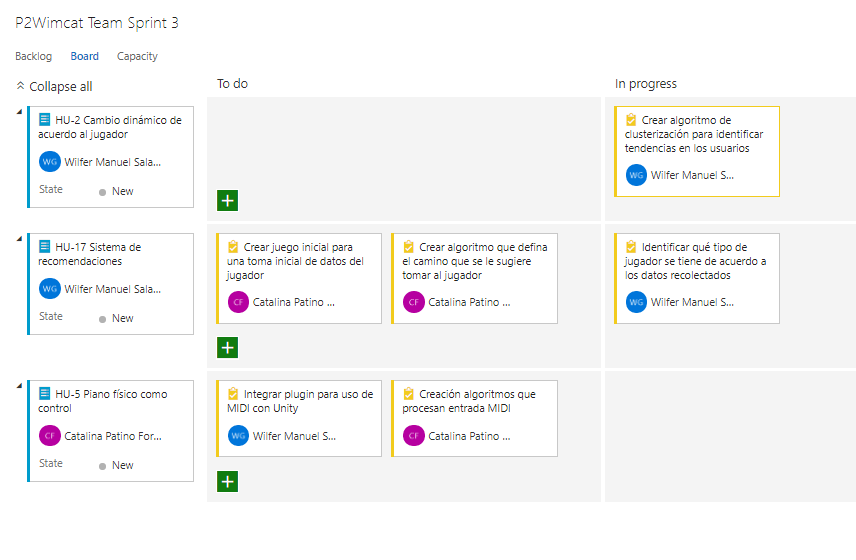 P2Wimcat Team Sprint 3
Backlog Board Capacity
Collapse all
To do
In progress
HU-2 Cambio dinámico de
acuerdo al jugador
WG Wilfer Manuel Sala...
State New
Crear algoritmo de
clusterización para identificar
tendencias en los usuarios
WG Wilfer Manuel S...
HU-17 Sistema de
recomendaciones
WG Wilfer Manuel Sala...
State New
Crear juego inicial para
una toma inicial de datos del
jugador
CF Catalina Patino ...
Crear algoritmo que defina
el camino que se le sugiere
tomar al jugador
CF Catalina Patino ...
Identificar qué tipo de
jugador se tiene de acuerdo a
los datos recolectados
WG Wilfer Manuel S...
HU-5 Piano físico como
control
CF Catalina Patino For...
State New
Integrar plugin para uso de
MIDI con Unity
WG Wilfer Manuel S...
Creación algoritmos que
procesan entrada MIDI
CF Catalina Patino ...